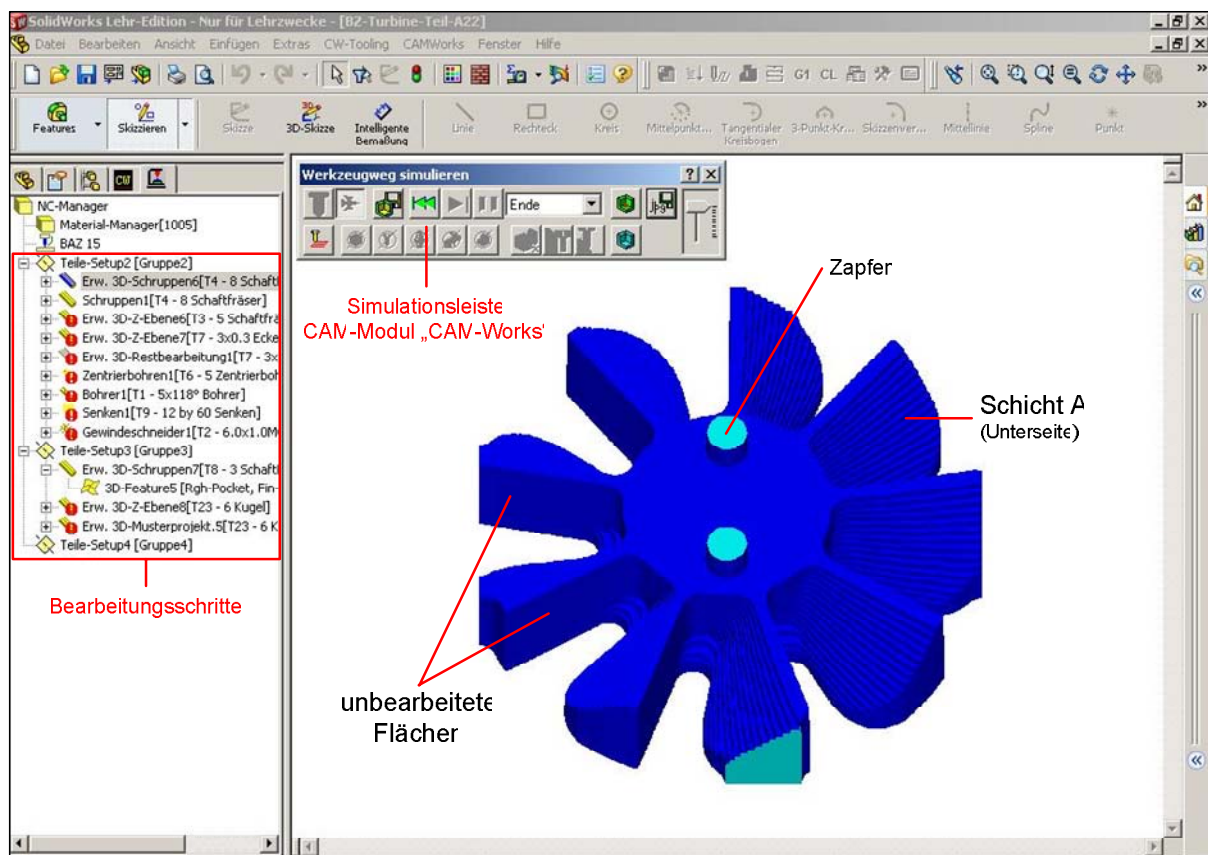 SolidWorks Lehr-Edition - Nur für Lehrzwecke - [BZ-Turbine-Teil-A22]
Datei Bearbeiten Ansicht Einfügen Extras CW-Tooling CAMWorks Fenster Hilfe
G1 CL
Features Skizzieren Skizze 3D-Skizze Intelligente Bemaßung Linie Rechteck Kreis Mittelpunkt... Tangentialer Kreisbogen 3-Punkt-Kr... Skizzenver... Mittellinie Spline Punkt
NC-Manager
Material-Manager[1005]
BAZ 15
Teile-Setup2 [Gruppe2]
Erw. 3D-Schruppen6[T4 - 8 Schaftf
Schruppen1[T4 - 8 Schaftfräser]
Erw. 3D-Z-Ebene6[T3 - 5 Schaftfrä
Erw. 3D-Z-Ebene7[T7 - 3x0.3 Ecke
Erw. 3D-Restbearbeitung1[T7 - 3x
Zentrierbohren1[T6 - 5 Zentrierboh
Bohrer1[T1 - 5x118° Bohrer]
Senken1[T9 - 12 by 60 Senken]
Gewindeschneider1[T2 - 6.0x1.0M
Teile-Setup3 [Gruppe3]
Erw. 3D-Schruppen7[T8 - 3 Schaft
3D-Feature5 [Rgh-Pocket, Fin-
Erw. 3D-Z-Ebene8[T23 - 6 Kugel]
Erw. 3D-Musterprojekt.5[T23 - 6 K
Teile-Setup4 [Gruppe4]
Bearbeitungsschritte
Werkzeugweg simulieren
Ende
jpg
Simulationsleiste
CAM-Modul „CAM-Works"
Zapfen
Schicht A
(Unterseite)
unbearbeitete
Flächen